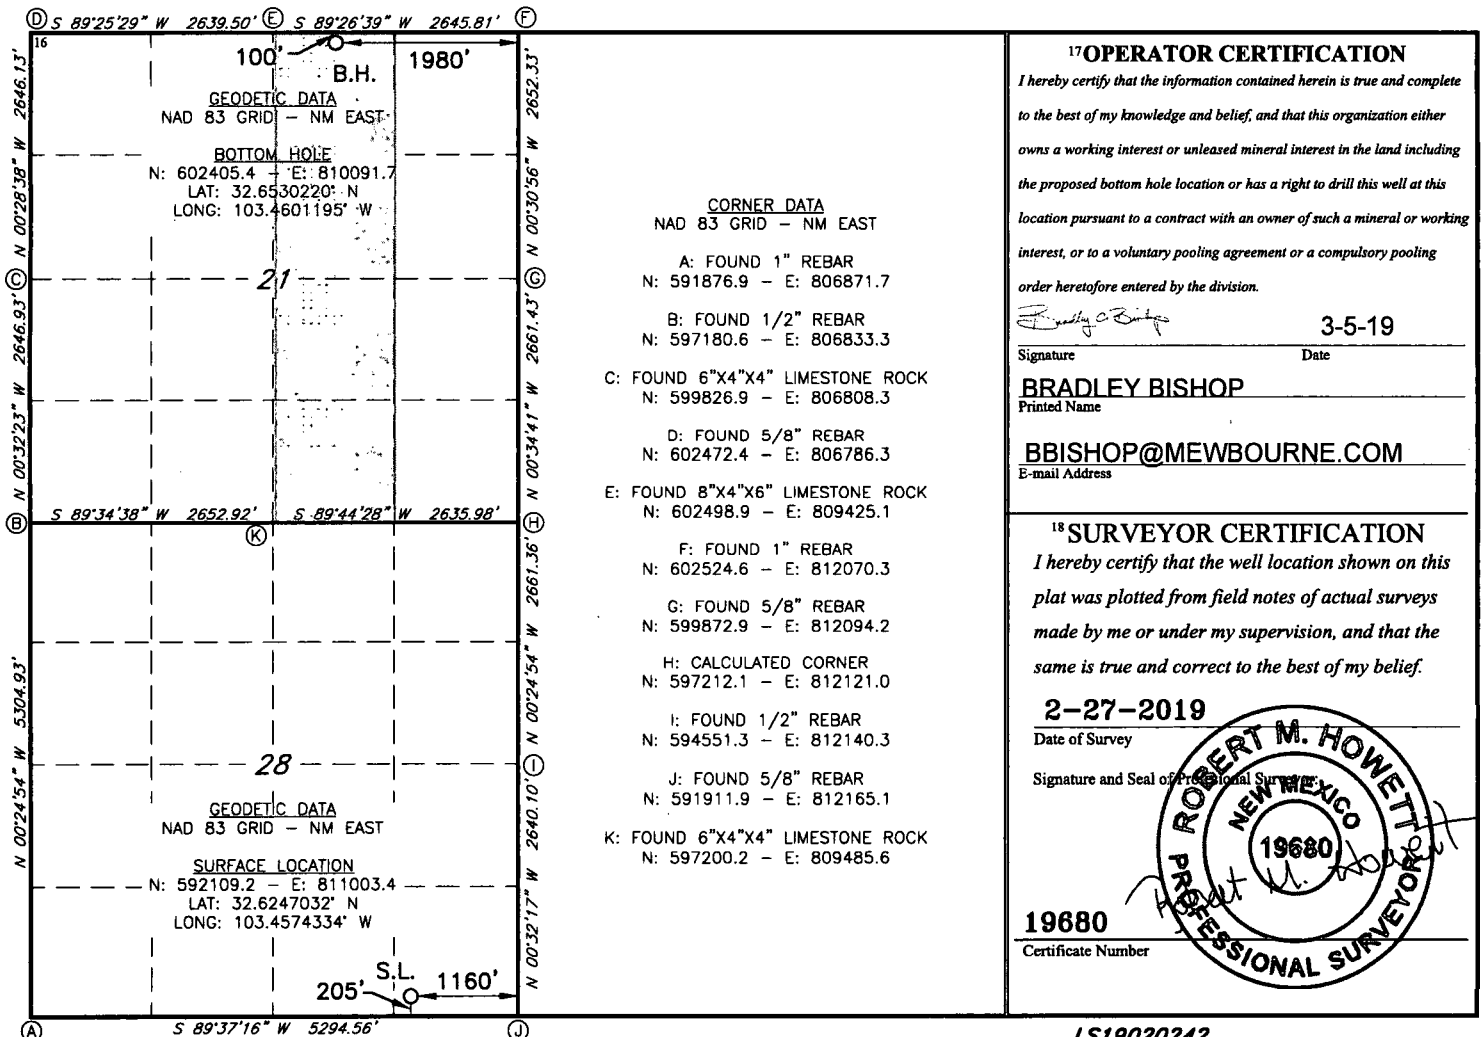 D S 89°25'29" W 2639.50' E S 89°26'39" W 2645.81' F
16
100'
B.H.
1980'
GEODETIC DATA
NAD 83 GRID – NM EAST
BOTTOM HOLE
N: 602405.4 – E: 810091.7
LAT: 32.6530220° N
LONG: 103.4601195° W
N 00°28'38" W 2646.13'
N 00°30'56" W 2652.33'
C
21
G
N 00°32'23" W 2646.93'
N 00°34'41" W 2661.43'
B S 89°34'38" W 2652.92' S 89°44'28" W 2635.98' H
K
N 00°24'54" W 5304.93'
N 00°24'54" W 2661.36'
28
I
GEODETIC DATA
NAD 83 GRID – NM EAST
SURFACE LOCATION
N: 592109.2 – E: 811003.4
LAT: 32.6247032° N
LONG: 103.4574334° W
N 00°32'17" W 2640.10'
S.L.
205'
1160'
A S 89°37'16" W 5294.56' J
CORNER DATA
NAD 83 GRID – NM EAST
A: FOUND 1" REBAR
N: 591876.9 – E: 806871.7
B: FOUND 1/2" REBAR
N: 597180.6 – E: 806833.3
C: FOUND 6"X4"X4" LIMESTONE ROCK
N: 599826.9 – E: 806808.3
D: FOUND 5/8" REBAR
N: 602472.4 – E: 806786.3
E: FOUND 8"X4"X6" LIMESTONE ROCK
N: 602498.9 – E: 809425.1
F: FOUND 1" REBAR
N: 602524.6 – E: 812070.3
G: FOUND 5/8" REBAR
N: 599872.9 – E: 812094.2
H: CALCULATED CORNER
N: 597212.1 – E: 812121.0
I: FOUND 1/2" REBAR
N: 594551.3 – E: 812140.3
J: FOUND 5/8" REBAR
N: 591911.9 – E: 812165.1
K: FOUND 6"X4"X4" LIMESTONE ROCK
N: 597200.2 – E: 809485.6
17 OPERATOR CERTIFICATION
I hereby certify that the information contained herein is true and complete
to the best of my knowledge and belief, and that this organization either
owns a working interest or unleased mineral interest in the land including
the proposed bottom hole location or has a right to drill this well at this
location pursuant to a contract with an owner of such a mineral or working
interest, or to a voluntary pooling agreement or a compulsory pooling
order heretofore entered by the division.
Bradley C Bishop
3-5-19
Signature Date
BRADLEY BISHOP
Printed Name
BBISHOP@MEWBOURNE.COM
E-mail Address
18 SURVEYOR CERTIFICATION
I hereby certify that the well location shown on this
plat was plotted from field notes of actual surveys
made by me or under my supervision, and that the
same is true and correct to the best of my belief.
2-27-2019
Date of Survey
Signature and Seal of Professional Surveyor:
ROBERT M. HOWETT
NEW MEXICO
19680
PROFESSIONAL SURVEYOR
Robert M. Howett
19680
Certificate Number
LS19020242